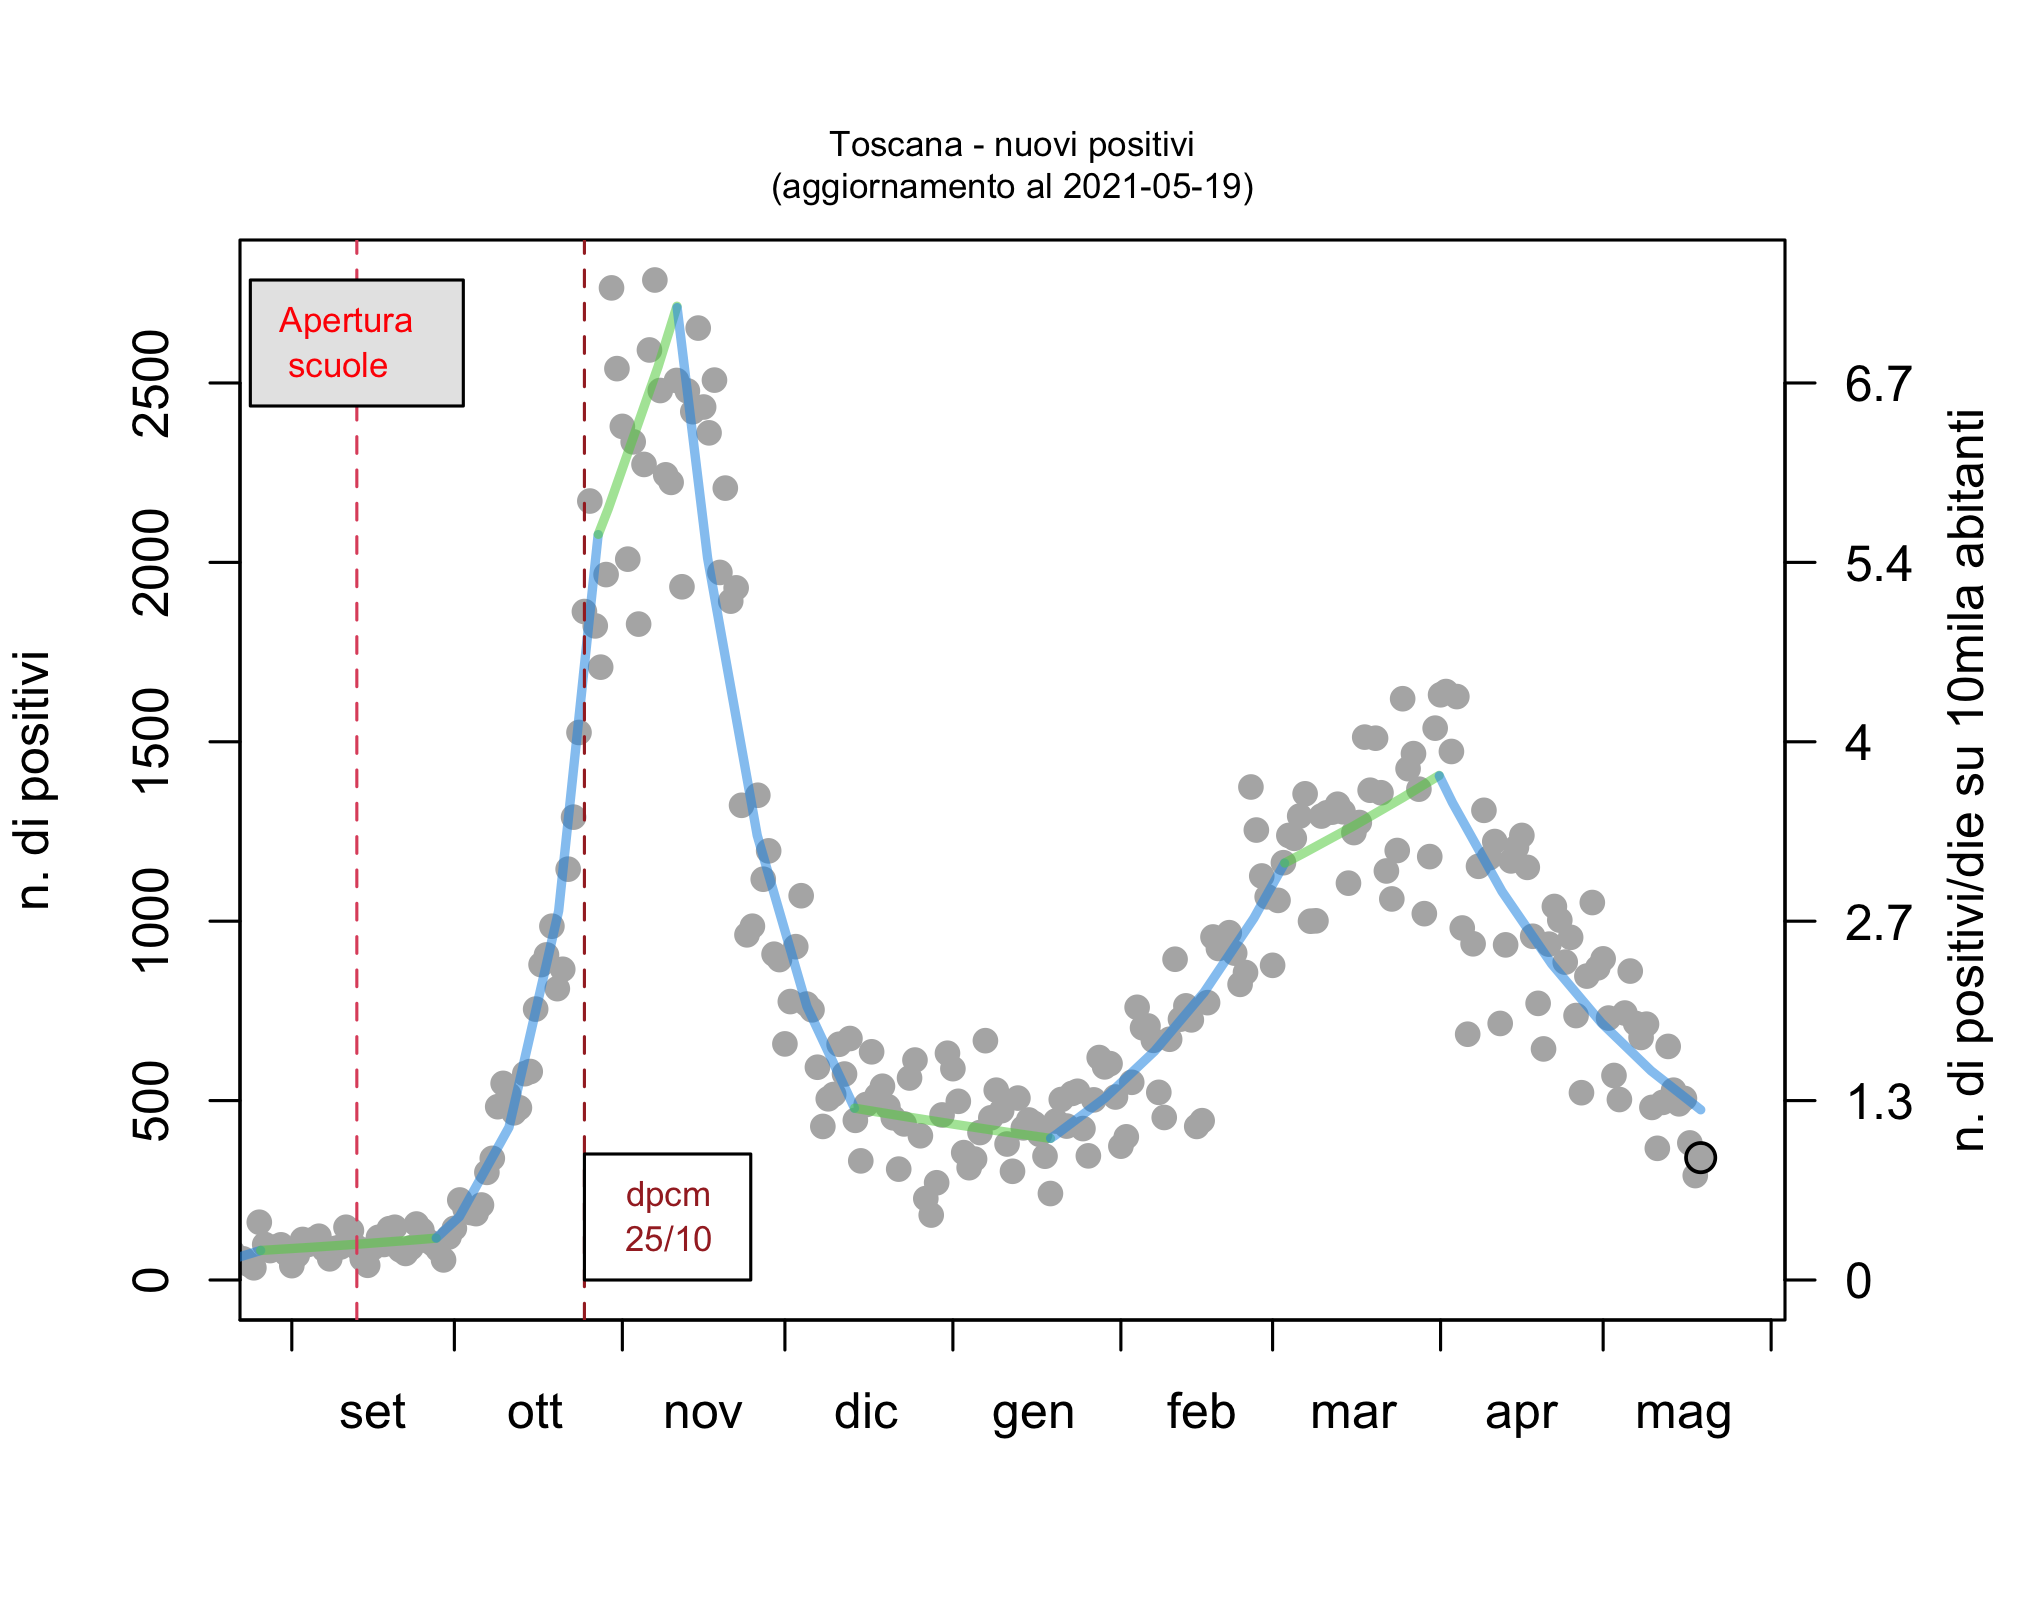 Toscana - nuovi positivi
(aggiornamento al 2021-05-19)
Apertura
scuole
dpcm
25/10
n. di positivi
2500
2000
1500
1000
500
0
6.7
5.4
4
2.7
1.3
0
n. di positivi/die su 10mila abitanti
set ott nov dic gen feb mar apr mag